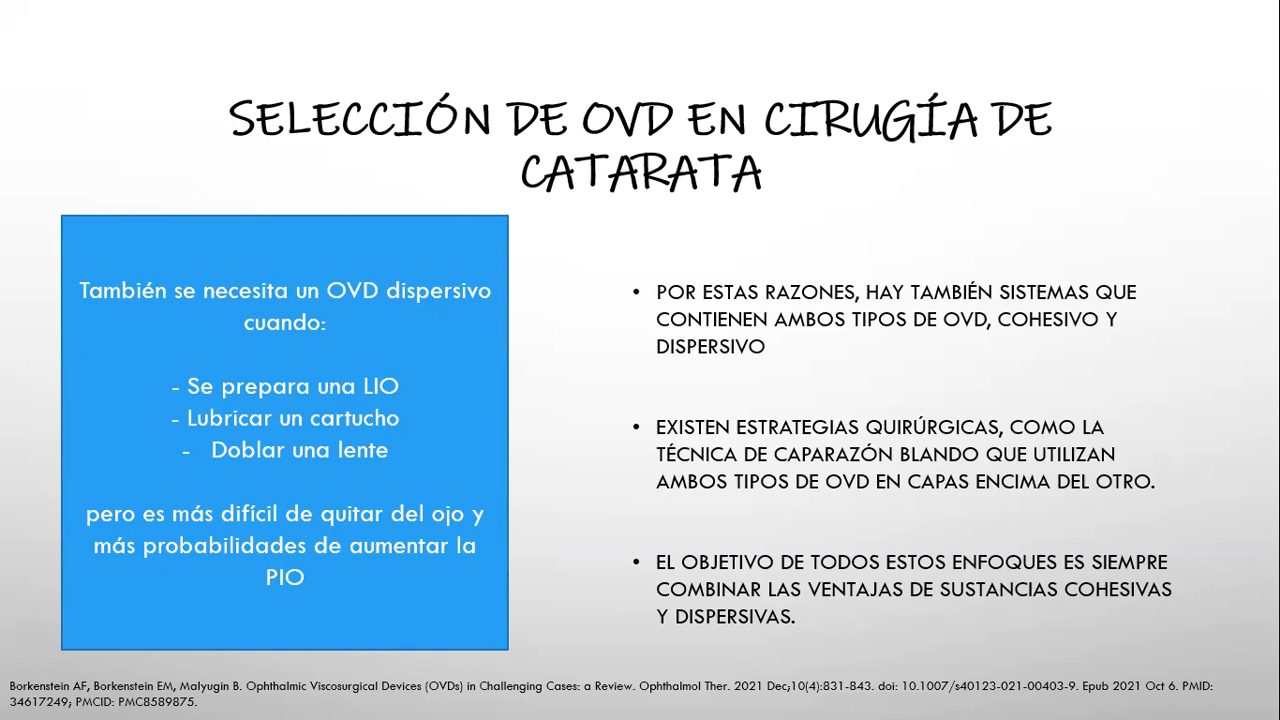 SELECCIÓN DE OVD EN CIRUGÍA DE
CATARATA
También se necesita un OVD dispersivo
cuando:
- Se prepara una LIO
- Lubricar un cartucho
- Doblar una lente
pero es más difícil de quitar del ojo y
más probabilidades de aumentar la
PIO
• POR ESTAS RAZONES, HAY TAMBIÉN SISTEMAS QUE
CONTIENEN AMBOS TIPOS DE OVD, COHESIVO Y
DISPERSIVO
• EXISTEN ESTRATEGIAS QUIRÚRGICAS, COMO LA
TÉCNICA DE CAPARAZÓN BLANDO QUE UTILIZAN
AMBOS TIPOS DE OVD EN CAPAS ENCIMA DEL OTRO.
• EL OBJETIVO DE TODOS ESTOS ENFOQUES ES SIEMPRE
COMBINAR LAS VENTAJAS DE SUSTANCIAS COHESIVAS
Y DISPERSIVAS.
Borkenstein AF, Borkenstein EM, Malyugin B. Ophthalmic Viscosurgical Devices (OVDs) in Challenging Cases: a Review. Ophthalmol Ther. 2021 Dec;10(4):831-843. doi: 10.1007/s40123-021-00403-9. Epub 2021 Oct 6. PMID:
34617249; PMCID: PMC8589875.